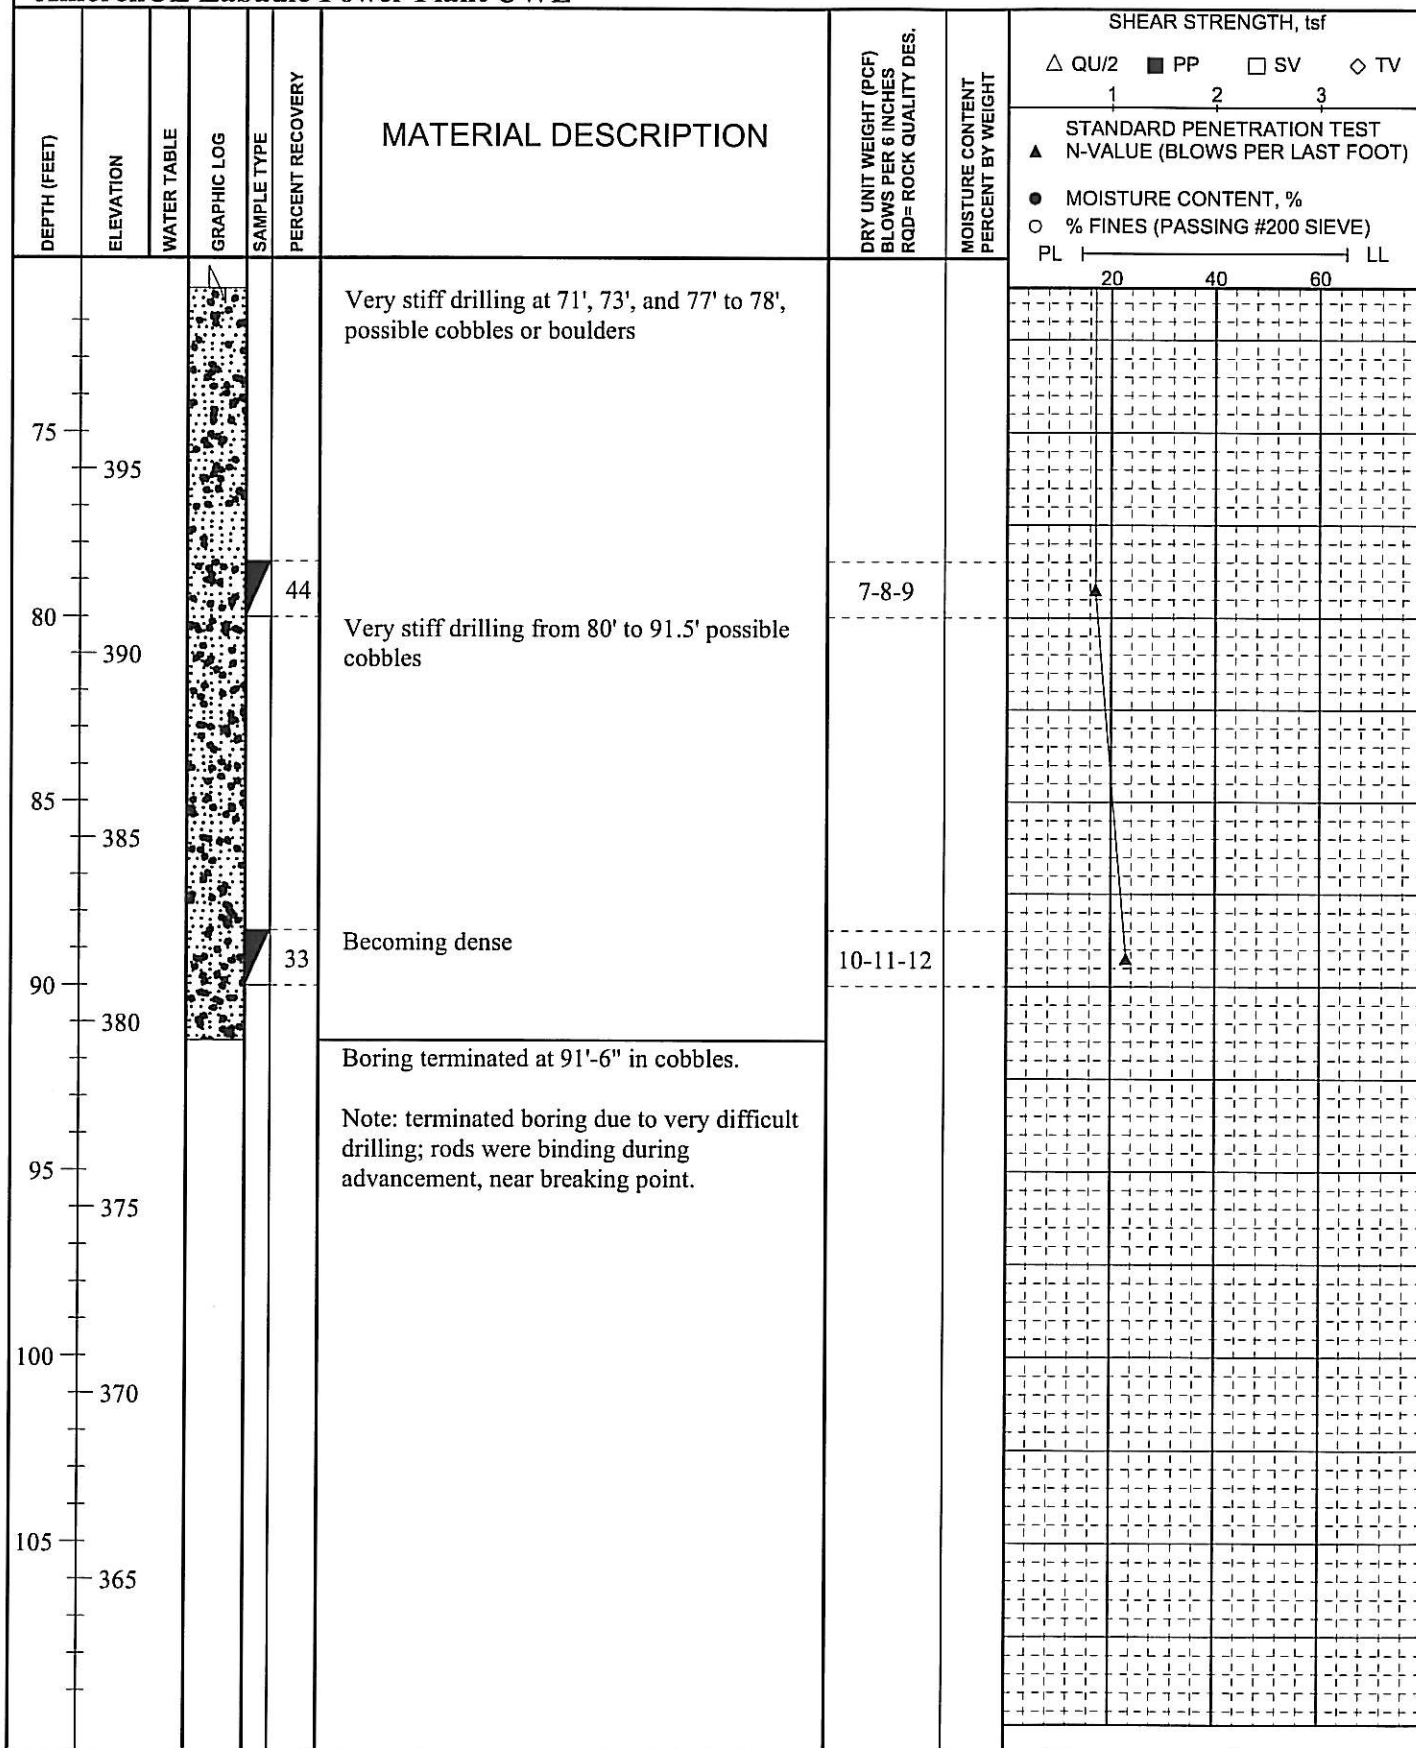 SHEAR STRENGTH, tsf
△ QU/2 ■ PP □ SV ◇ TV
1 2 3
STANDARD PENETRATION TEST
▲ N-VALUE (BLOWS PER LAST FOOT)
● MOISTURE CONTENT, %
○ % FINES (PASSING #200 SIEVE)
PL LL
20 40 60
DEPTH (FEET)
ELEVATION
WATER TABLE
GRAPHIC LOG
SAMPLE TYPE
PERCENT RECOVERY
MATERIAL DESCRIPTION
DRY UNIT WEIGHT (PCF)
BLOWS PER 6 INCHES
RQD= ROCK QUALITY DES.
MOISTURE CONTENT
PERCENT BY WEIGHT
Very stiff drilling at 71', 73', and 77' to 78',
possible cobbles or boulders
75
395
44 7-8-9
80
Very stiff drilling from 80' to 91.5' possible
390
cobbles
85
385
Becoming dense
33 10-11-12
90
380
Boring terminated at 91'-6" in cobbles.
Note: terminated boring due to very difficult
drilling; rods were binding during
95
advancement, near breaking point.
375
100
370
105
365